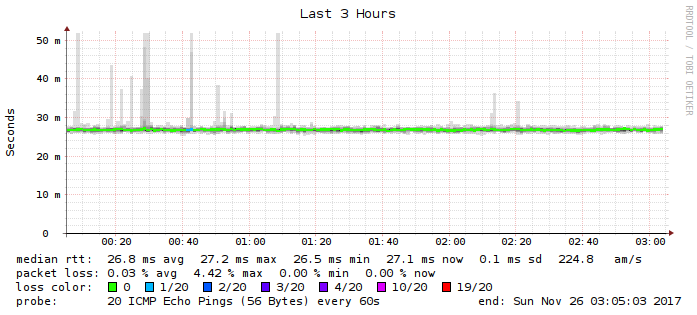 Last 3 Hours
RRDTOOL / TOBI OETIKER
Seconds
50 m
40 m
30 m
20 m
10 m
0
00:20 00:40 01:00 01:20 01:40 02:00 02:20 02:40 03:00
median rtt: 26.8 ms avg 27.2 ms max 26.5 ms min 27.1 ms now 0.1 ms sd 224.8 am/s
packet loss: 0.03 % avg 4.42 % max 0.00 % min 0.00 % now
loss color: 0 1/20 2/20 3/20 4/20 10/20 19/20
probe: 20 ICMP Echo Pings (56 Bytes) every 60s end: Sun Nov 26 03:05:03 2017